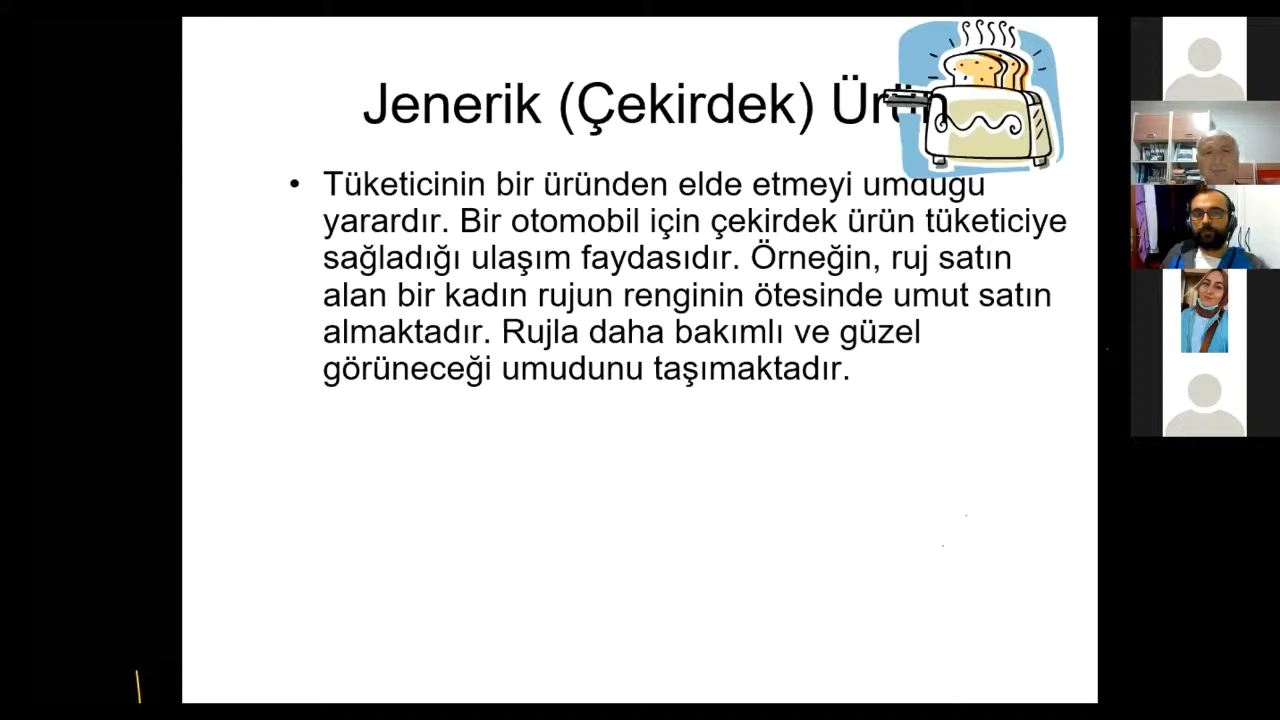 Jenerik (Çekirdek) Ürün
• Tüketicinin bir üründen elde etmeyi umduğu
yarardır. Bir otomobil için çekirdek ürün tüketiciye
sağladığı ulaşım faydasıdır. Örneğin, ruj satın
alan bir kadın rujun renginin ötesinde umut satın
almaktadır. Rujla daha bakımlı ve güzel
görüneceği umudunu taşımaktadır.